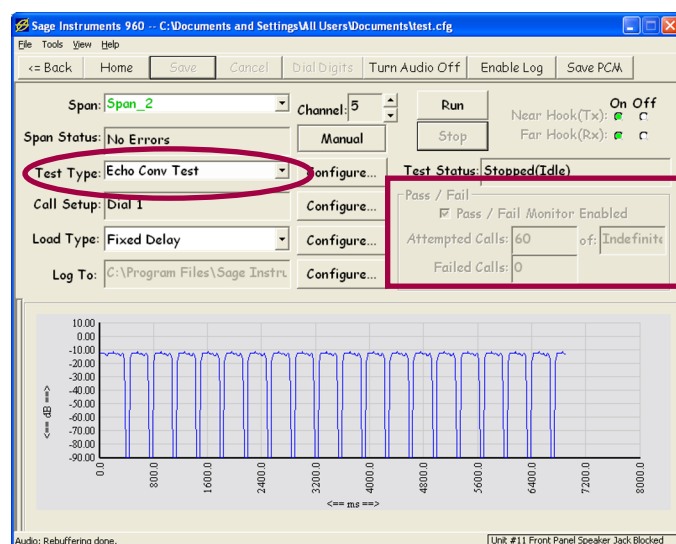 Sage Instruments 960 -- C:\Documents and Settings\All Users\Documents\test.cfg
File Tools View Help
<= Back Home Save Cancel Dial Digits Turn Audio Off Enable Log Save PCM
Span: Span_2 Channel: 5 Run On Off
Near Hook(Tx):
Span Status: No Errors Manual Stop Far Hook(Rx):
Test Type: Echo Conv Test Configure... Test Status: Stopped(Idle)
Call Setup: Dial 1 Configure... Pass / Fail
Pass / Fail Monitor Enabled
Load Type: Fixed Delay Configure... Attempted Calls: 60 of: Indefinite
Log To: C:\Program Files\Sage Instru Configure... Failed Calls: 0
10.00
0.00
-10.00
-20.00
-30.00
-40.00
-50.00
-60.00
-70.00
-80.00
-90.00
<== dB ==>
0.0 800.0 1600.0 2400.0 3200.0 4000.0 4800.0 5600.0 6400.0 7200.0 8000.0
<== ms ==>
Audio: Rebuffering done. Unit #11 Front Panel Speaker Jack Blocked